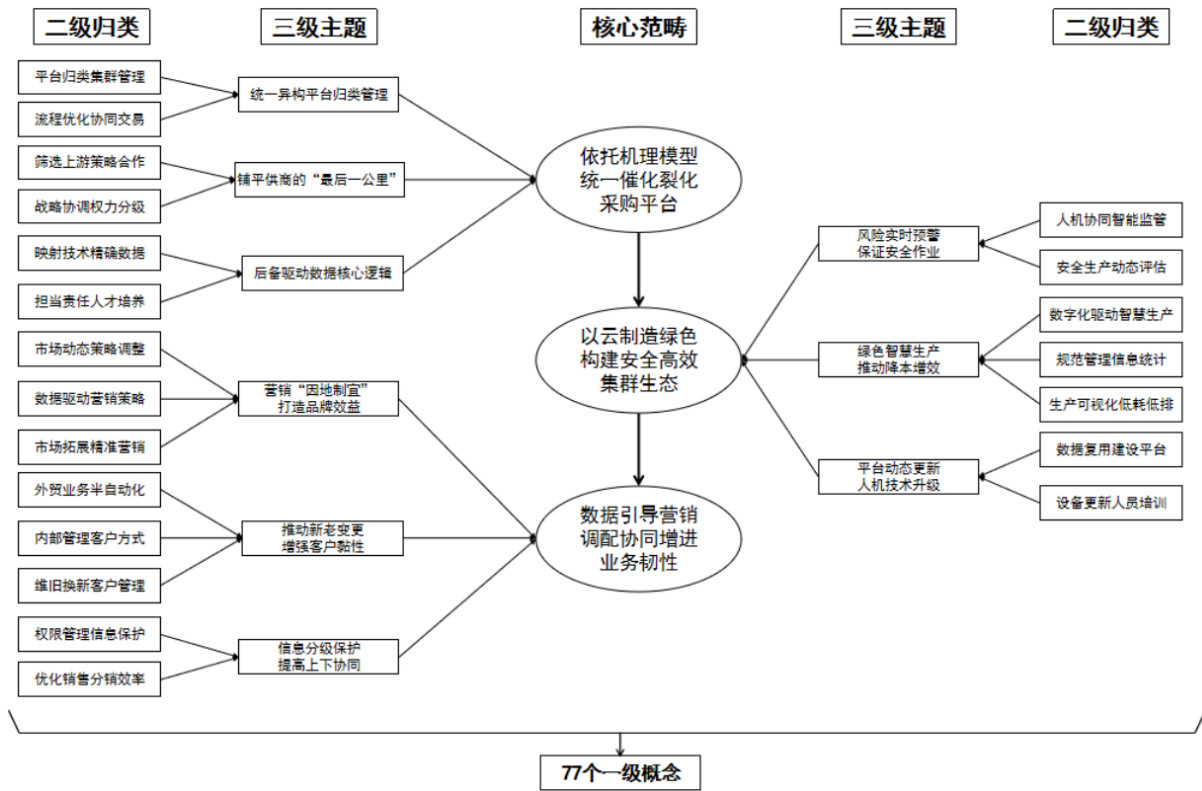 二级归类
三级主题
核心范畴
三级主题
二级归类
平台归类集群管理
流程优化协同交易
筛选上游策略合作
战略协调权力分级
映射技术精确数据
担当责任人才培养
市场动态策略调整
数据驱动营销策略
市场拓展精准营销
外贸业务半自动化
内部管理客户方式
维旧换新客户管理
权限管理信息保护
优化销售分销效率
统一异构平台归类管理
铺平供商的“最后一公里”
后备驱动数据核心逻辑
营销“因地制宜”
打造品牌效益
推动新老变更
增强客户黏性
信息分级保护
提高上下协同
依托机理模型
统一催化裂化
采购平台
以云制造绿色
构建安全高效
集群生态
数据引导营销
调配协同增进
业务韧性
风险实时预警
保证安全作业
绿色智慧生产
推动降本增效
平台动态更新
人机技术升级
人机协同智能监管
安全生产动态评估
数字化驱动智慧生产
规范管理信息统计
生产可视化低耗低排
数据复用建设平台
设备更新人员培训
77个一级概念